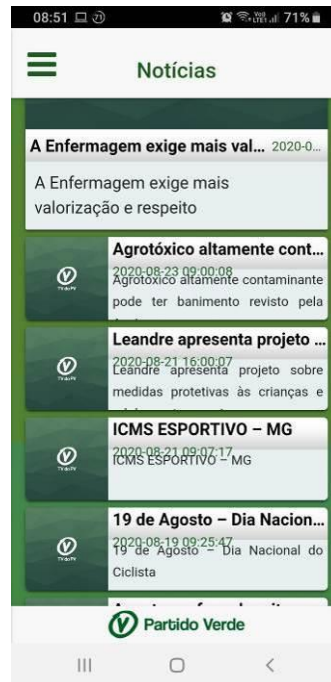 08:51 71%
Notícias
A Enfermagem exige mais val... 2020-0...
A Enfermagem exige mais
valorização e respeito
Agrotóxico altamente cont...
2020-08-23 09:00:08
Agrotóxico altamente contaminante
pode ter banimento revisto pela
Leandre apresenta projeto ...
2020-08-21 16:00:07
Leandre apresenta projeto sobre
medidas protetivas às crianças e
ICMS ESPORTIVO – MG
2020-08-21 09:07:17
ICMS ESPORTIVO – MG
19 de Agosto – Dia Nacion...
2020-08-19 09:25:47
19 de Agosto – Dia Nacional do
Ciclista
Partido Verde